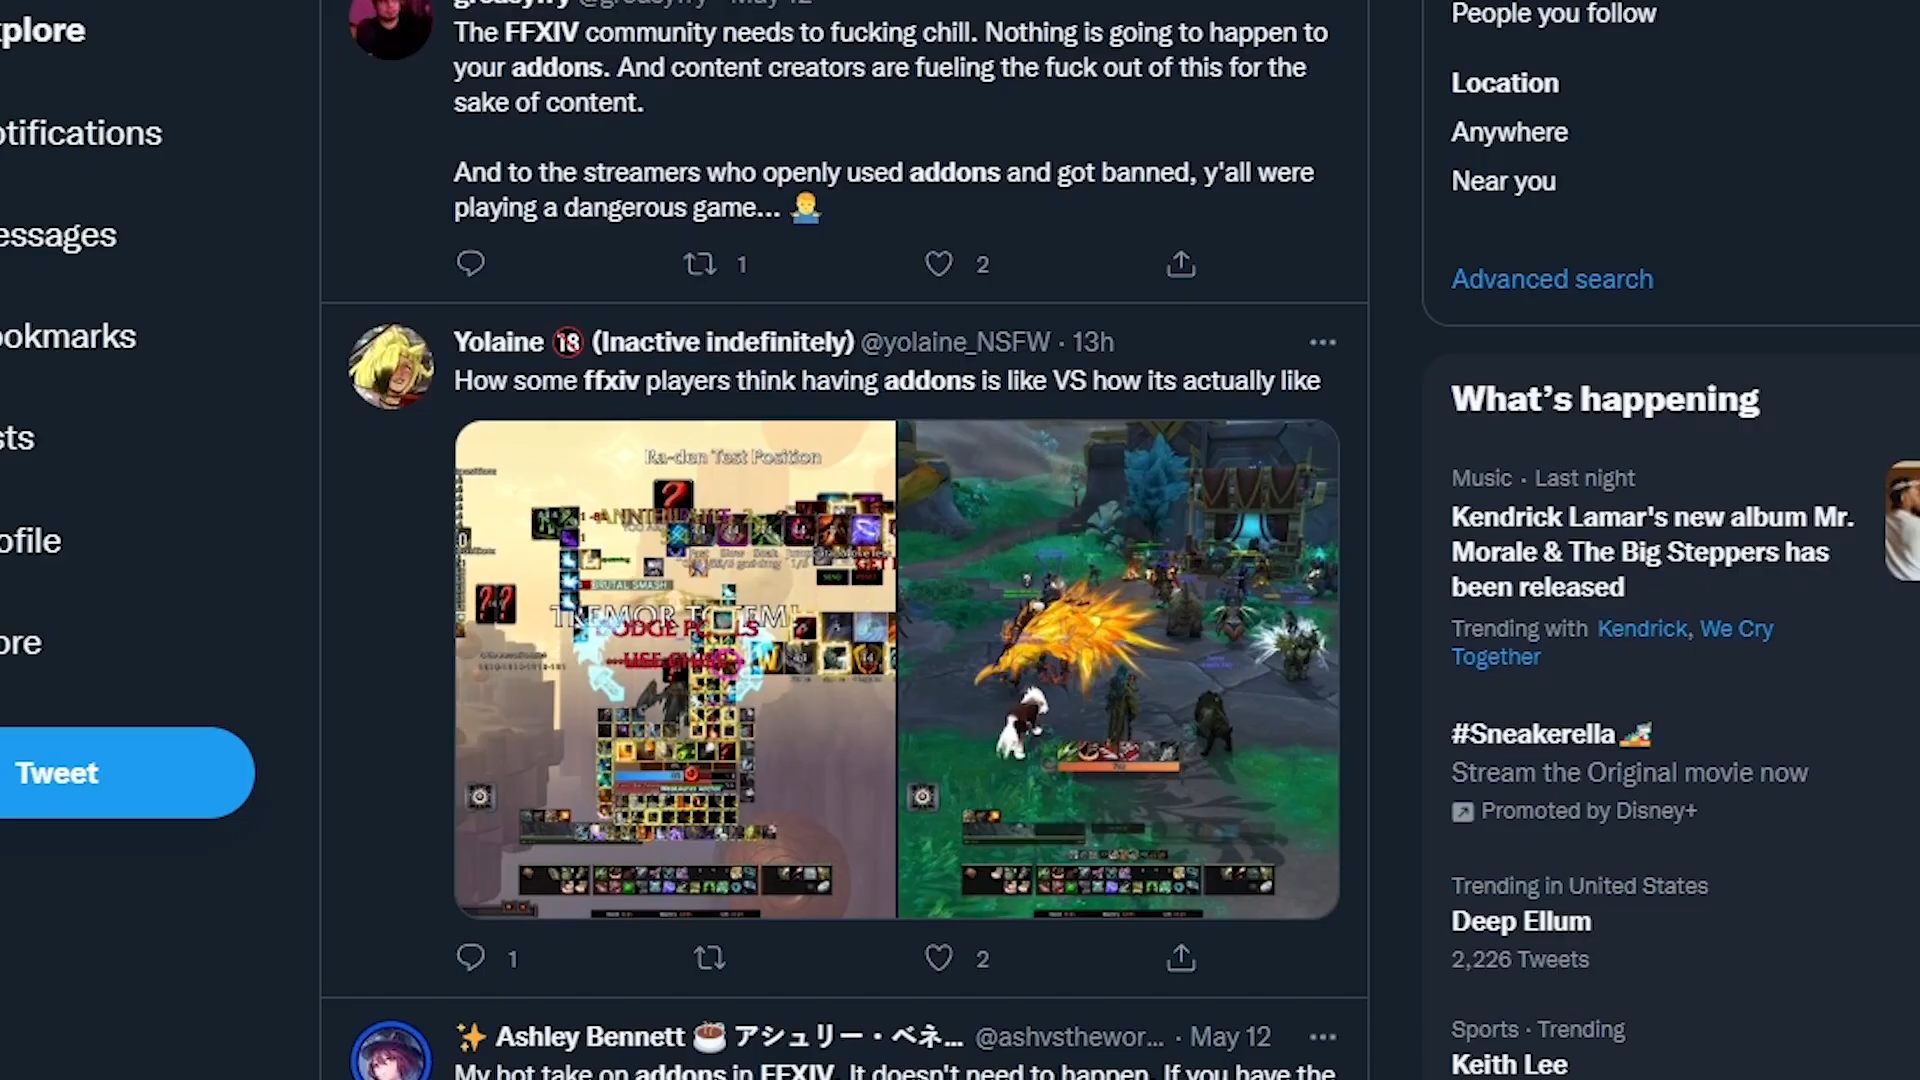 plore
otifications
essages
ookmarks
sts
ofile
ore
Tweet
The FFXIV community needs to fucking chill. Nothing is going to happen to
your addons. And content creators are fueling the fuck out of this for the
sake of content.
And to the streamers who openly used addons and got banned, y'all were
playing a dangerous game... 🤷‍♂️
1
2
Yolaine 🔞 (Inactive indefinitely) @yolaine_NSFW · 13h
How some ffxiv players think having addons is like VS how its actually like
Ra-den Test Position
BRUTAL SMASH
TREMOR TOTEM!
1
2
✨ Ashley Bennett ☕ アシュリー・ベネ... @ashvsthewor... · May 12
My hot take on addons in FFXIV. It doesn't need to happen. If you have the
People you follow
Location
Anywhere
Near you
Advanced search
What's happening
Music · Last night
Kendrick Lamar's new album Mr.
Morale & The Big Steppers has
been released
Trending with Kendrick, We Cry
Together
#Sneakerella
Stream the Original movie now
Promoted by Disney+
Trending in United States
Deep Ellum
2,226 Tweets
Sports · Trending
Keith Lee